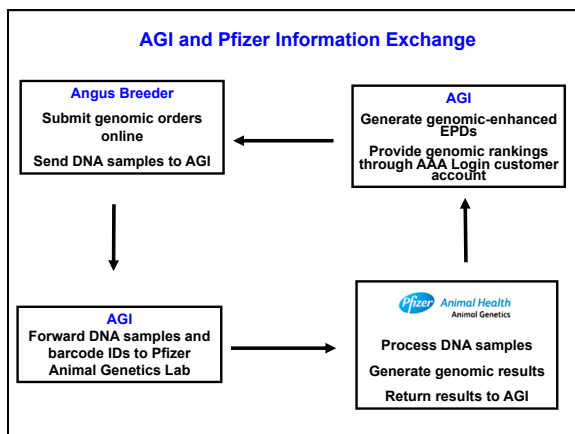 AGI and Pfizer Information Exchange
Angus Breeder
Submit genomic orders
online
Send DNA samples to AGI
AGI
Generate genomic-enhanced
EPDs
Provide genomic rankings
through AAA Login customer
account
AGI
Forward DNA samples and
barcode IDs to Pfizer
Animal Genetics Lab
Pfizer Animal Health
Animal Genetics
Process DNA samples
Generate genomic results
Return results to AGI